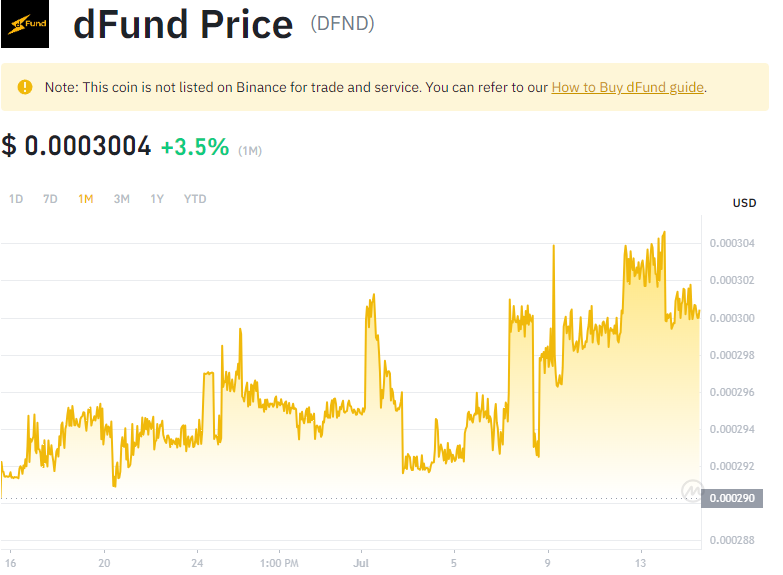 dFund
dFund Price (DFND)
Note: This coin is not listed on Binance for trade and service. You can refer to our How to Buy dFund guide.
$ 0.0003004 +3.5% (1M)
1D 7D 1M 3M 1Y YTD
USD
0.000304
0.000302
0.000300
0.000298
0.000296
0.000294
0.000292
0.000290
0.000288
16 20 24 1:00 PM Jul 5 9 13